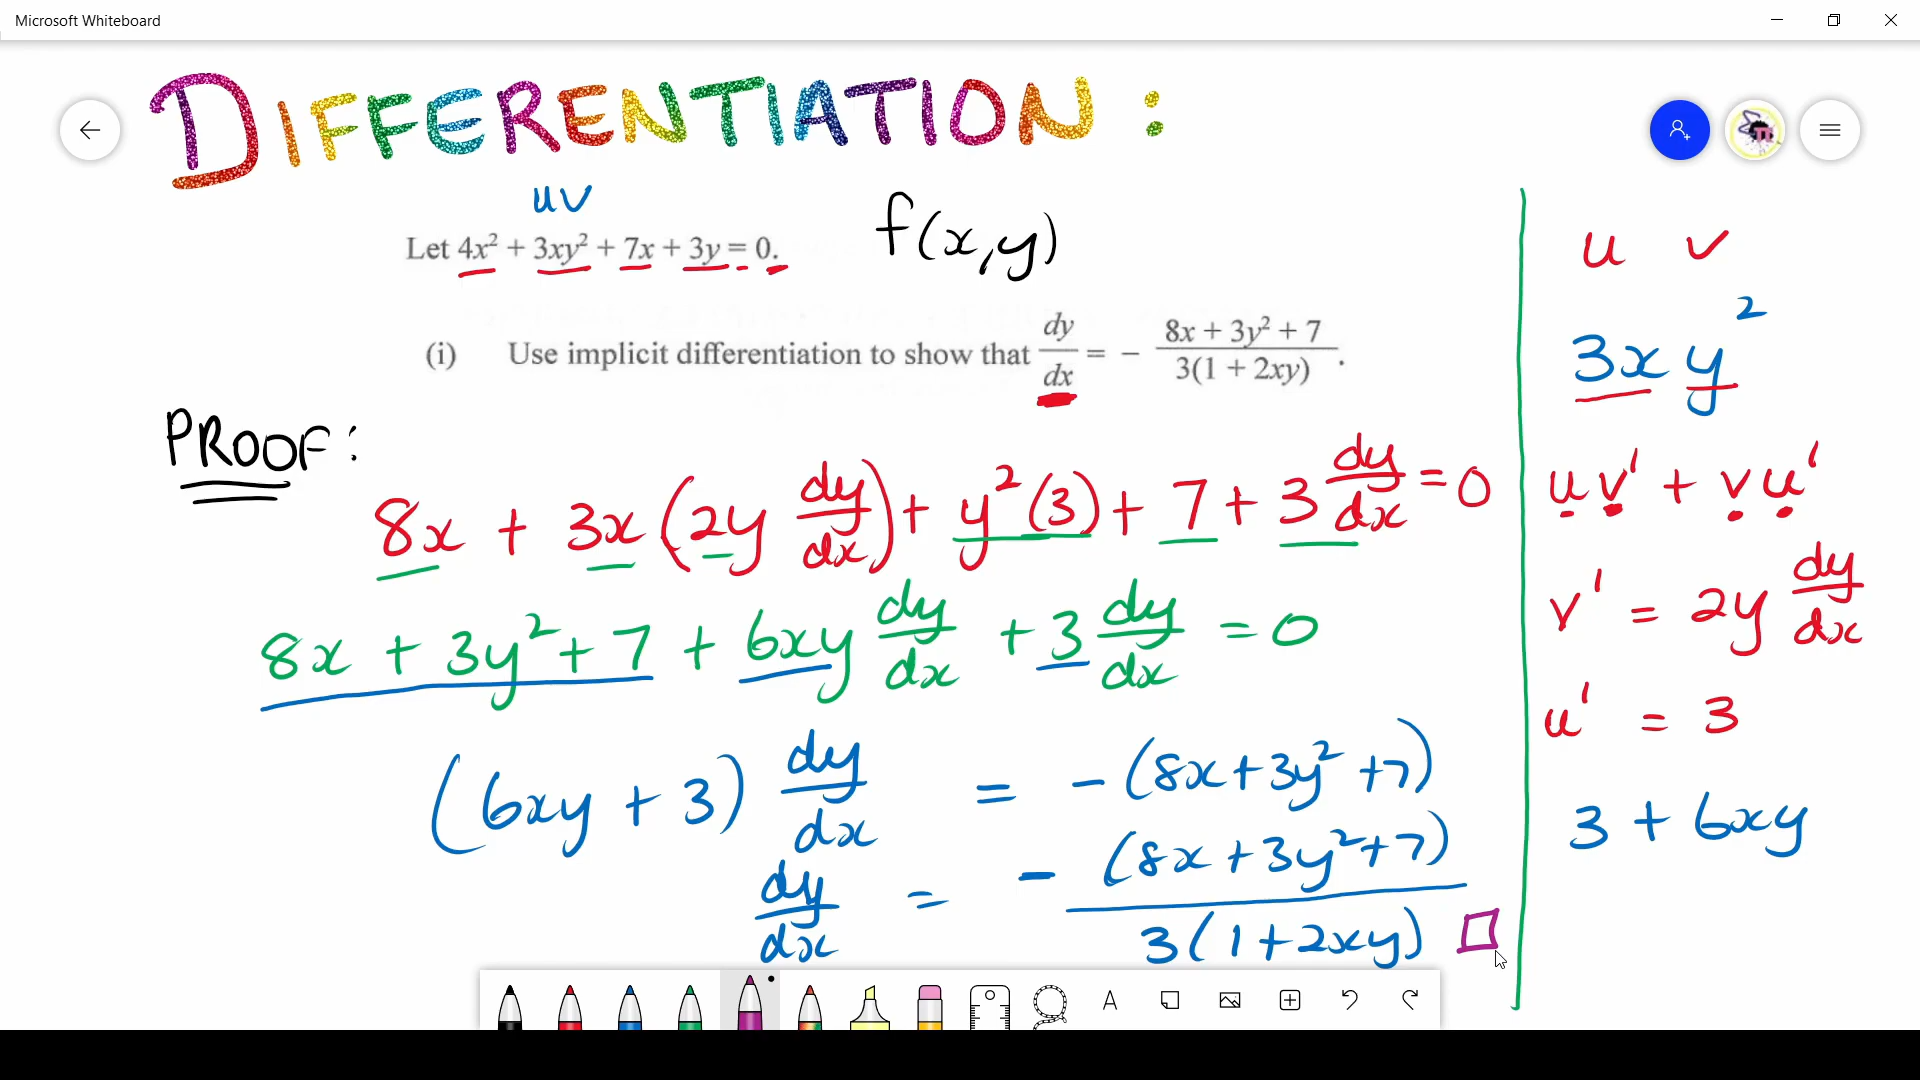 Microsoft Whiteboard
DIFFERENTIATION:
uv
Let 4x² + 3xy² + 7x + 3y = 0.
f(x,y)
(i) Use implicit differentiation to show that dy/dx = - (8x + 3y² + 7)/(3(1 + 2xy)).
PROOF:
8x + 3x(2y dy/dx) + y²(3) + 7 + 3 dy/dx = 0
8x + 3y² + 7 + 6xy dy/dx + 3 dy/dx = 0
(6xy + 3) dy/dx = -(8x + 3y² + 7)
dy/dx = - (8x + 3y² + 7)/(3(1 + 2xy)) □
u v
3x y²
uv' + vu'
v' = 2y dy/dx
u' = 3
3 + 6xy
A